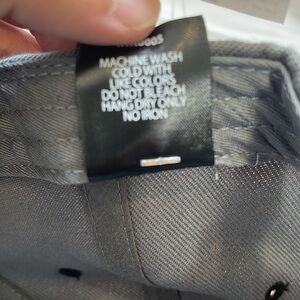 MACHINE WASH
COLD WITH
LIKE COLORS
DO NOT BLEACH
HANG DRY ONLY
NO IRON